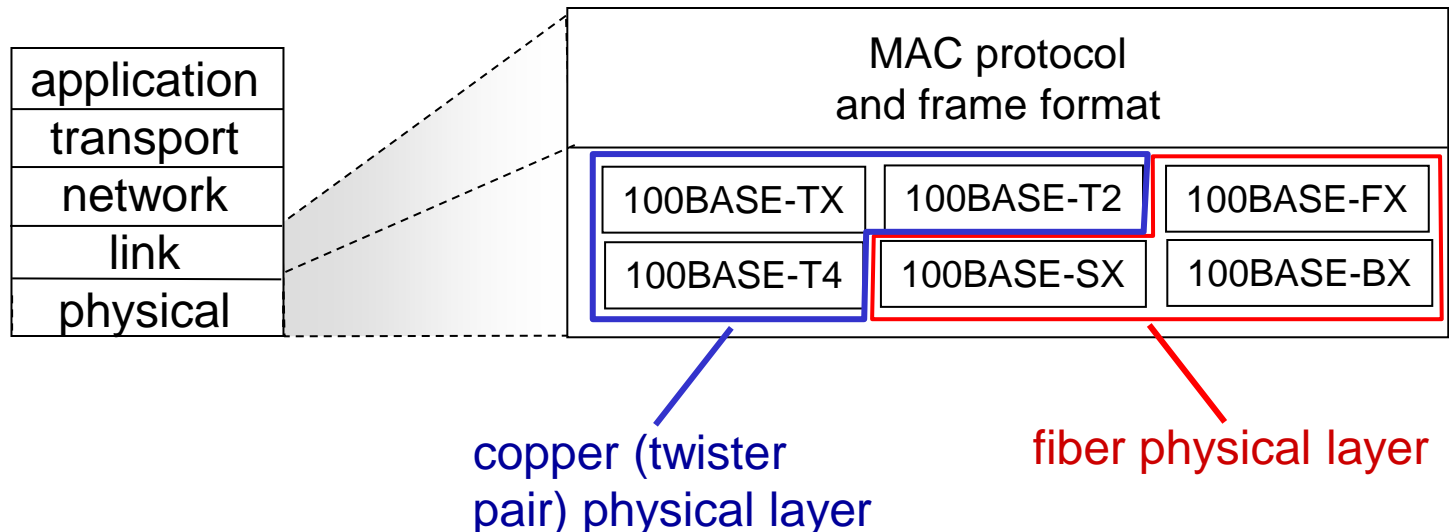 application
transport
network
link
physical
MAC protocol
and frame format
100BASE-TX
100BASE-T2
100BASE-FX
100BASE-T4
100BASE-SX
100BASE-BX
copper (twister
pair) physical layer
fiber physical layer